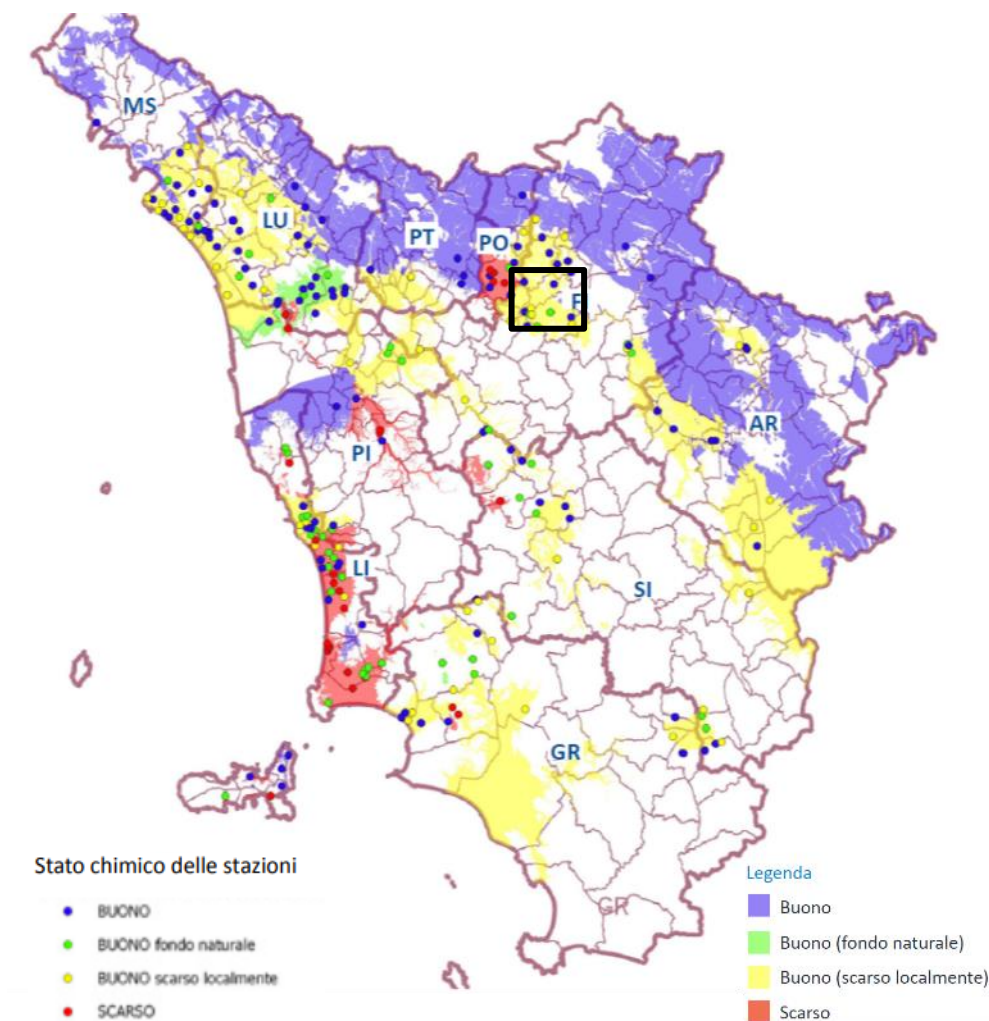 MS
LU
PT
PO
F
AR
PI
LI
SI
GR
GR
Stato chimico delle stazioni
BUONO
BUONO fondo naturale
BUONO scarso localmente
SCARSO
Legenda
Buono
Buono (fondo naturale)
Buono (scarso localmente)
Scarso